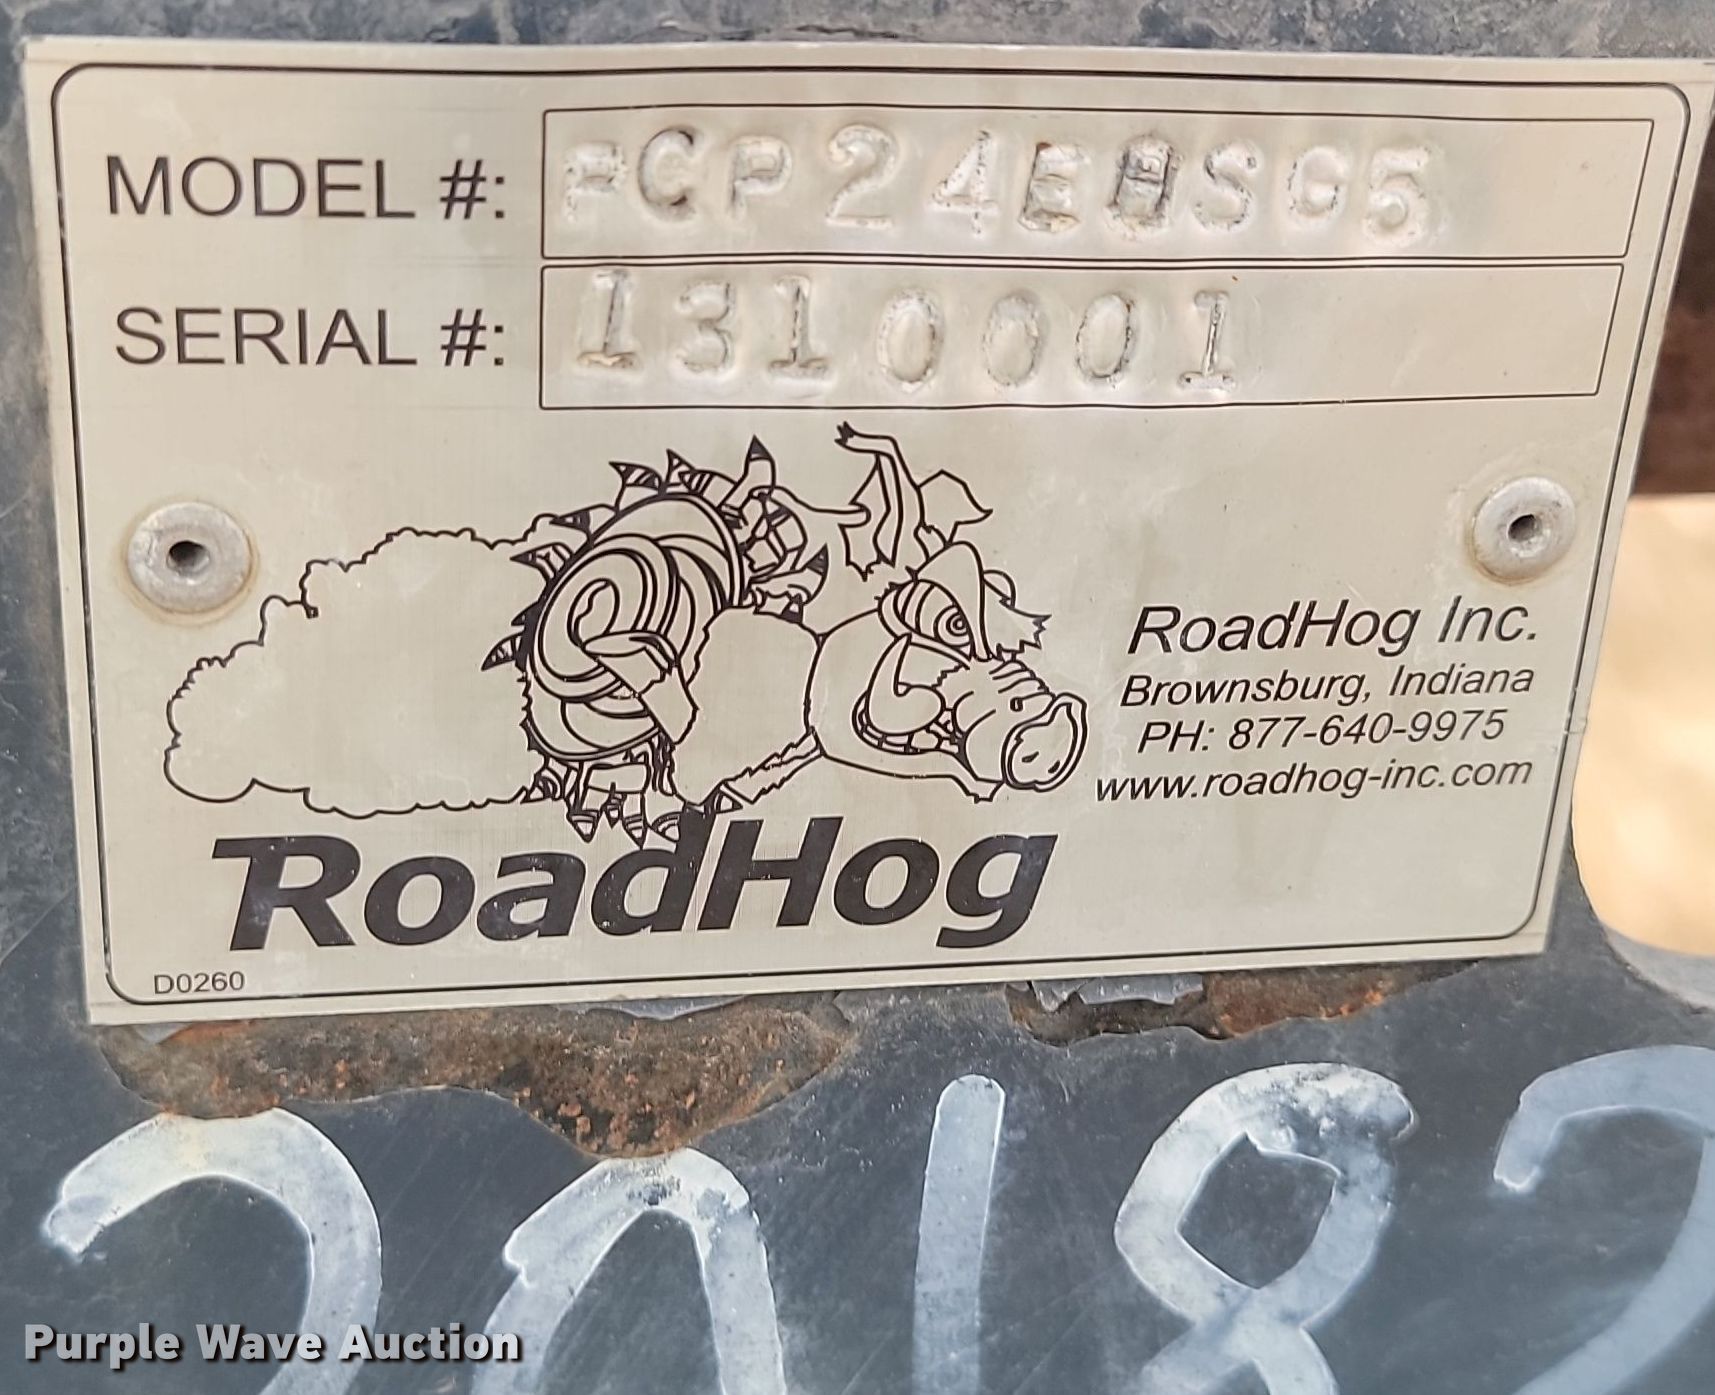 MODEL #: PCP24E8SG5
SERIAL #: 1310001
RoadHog Inc.
Brownsburg, Indiana
PH: 877-640-9975
www.roadhog-inc.com
RoadHog
D0260
Purple Wave Auction